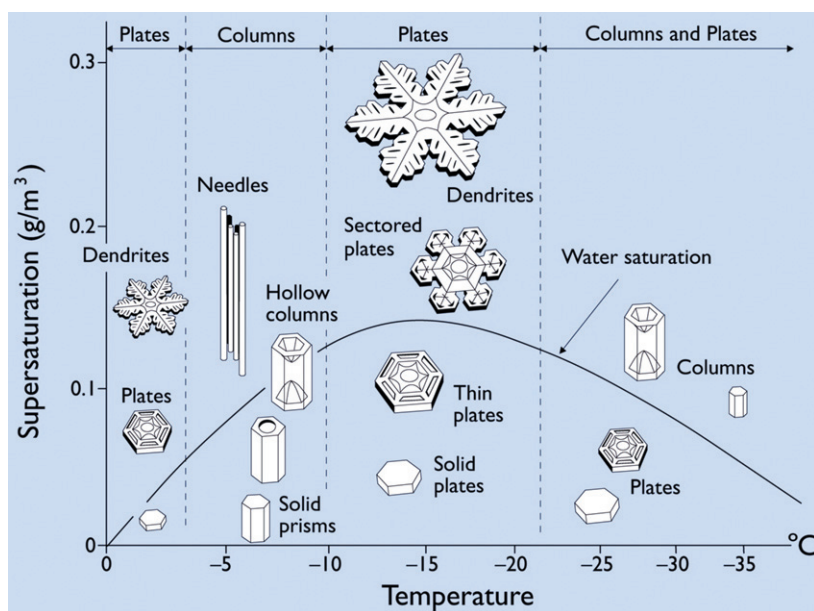 Plates
Columns
Plates
Columns and Plates
0.3
0.2
0.1
0
Supersaturation (g/m³)
Dendrites
Needles
Sectored
plates
Dendrites
Water saturation
Hollow
columns
Plates
Thin
plates
Columns
Solid
prisms
Solid
plates
Plates
0
–5
–10
–15
–20
–25
–30
–35
°C
Temperature